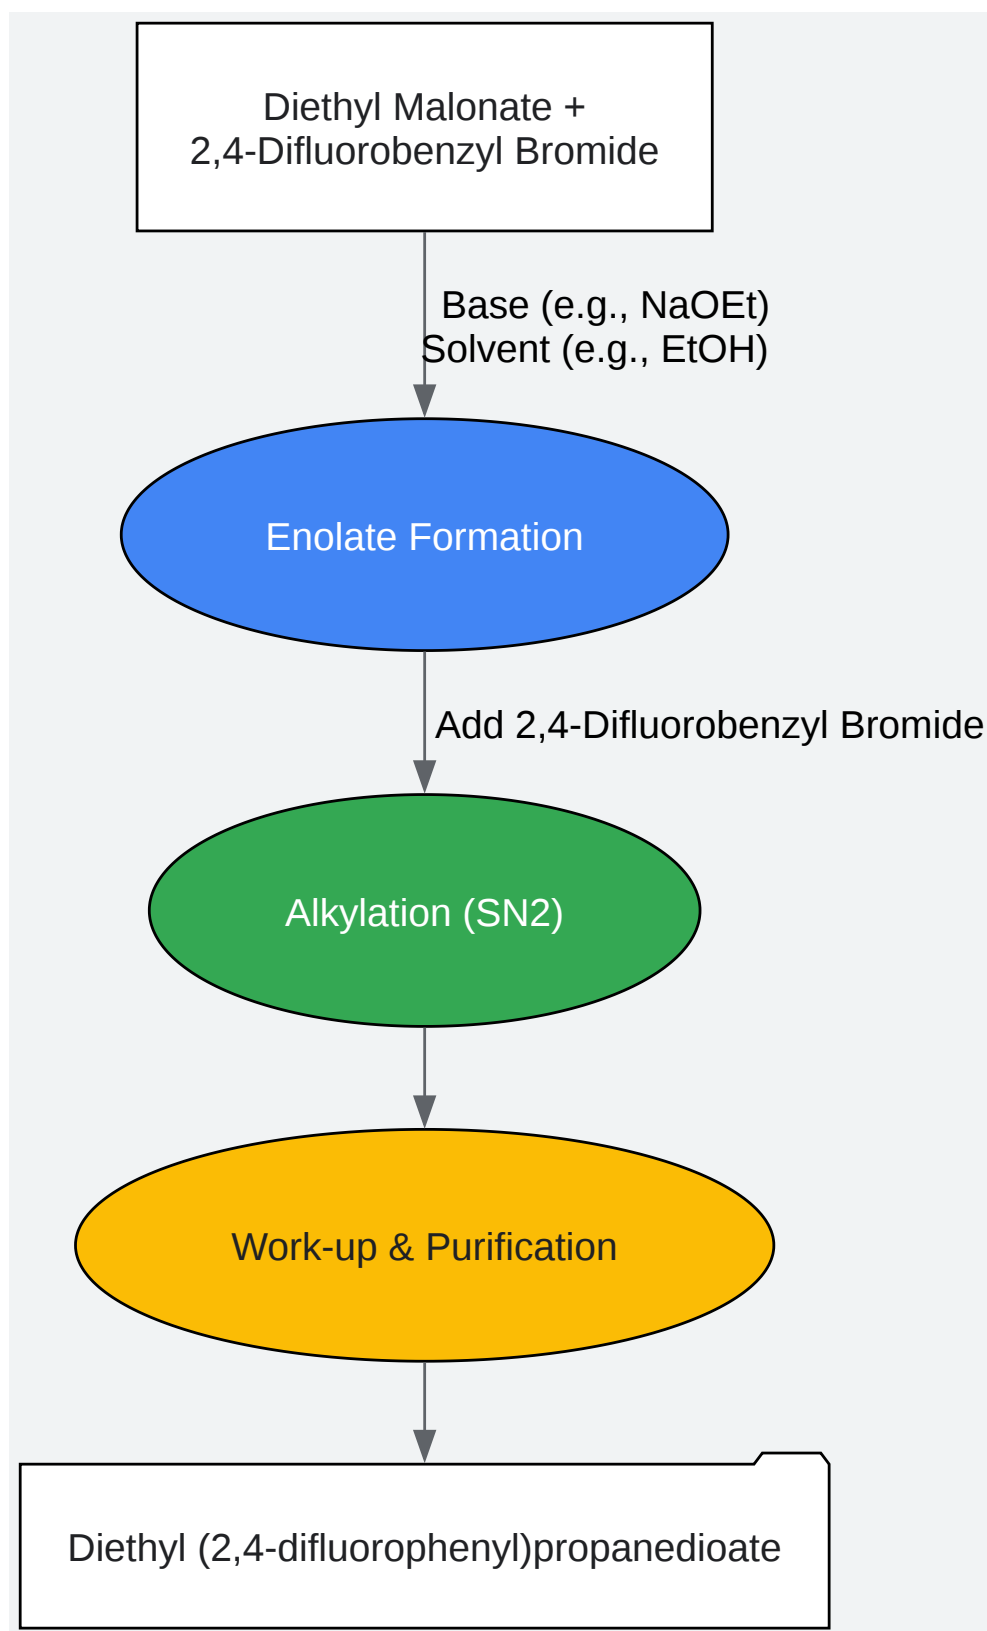 Diethyl Malonate +
2,4-Difluorobenzyl Bromide
Base (e.g., NaOEt)
Solvent (e.g., EtOH)
Enolate Formation
Add 2,4-Difluorobenzyl Bromide
Alkylation (SN2)
Work-up & Purification
Diethyl (2,4-difluorophenyl)propanedioate